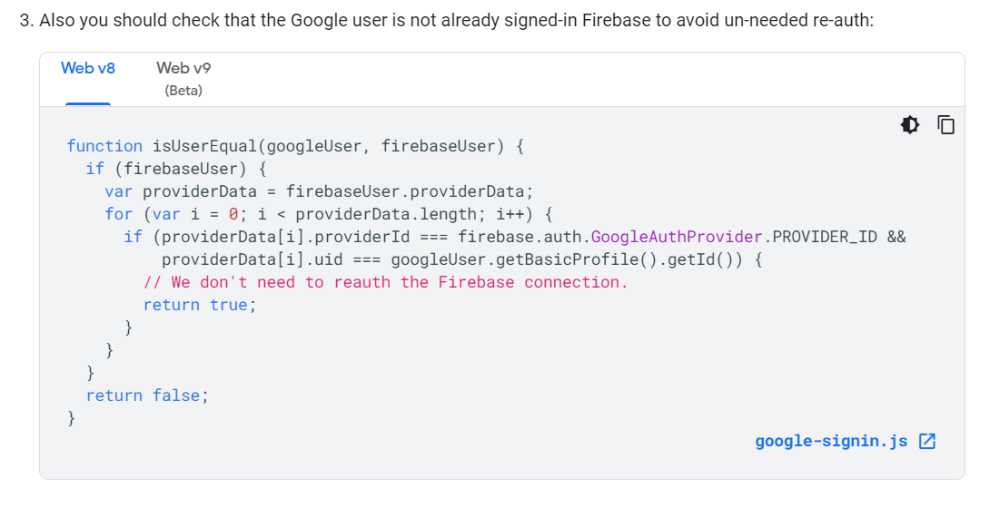 3. Also you should check that the Google user is not already signed-in Firebase to avoid un-needed re-auth:
Web v8
Web v9
(Beta)
function isUserEqual(googleUser, firebaseUser) {
  if (firebaseUser) {
    var providerData = firebaseUser.providerData;
    for (var i = 0; i < providerData.length; i++) {
      if (providerData[i].providerId === firebase.auth.GoogleAuthProvider.PROVIDER_ID &&
          providerData[i].uid === googleUser.getBasicProfile().getId()) {
        // We don't need to reauth the Firebase connection.
        return true;
      }
    }
  }
  return false;
}
google-signin.js